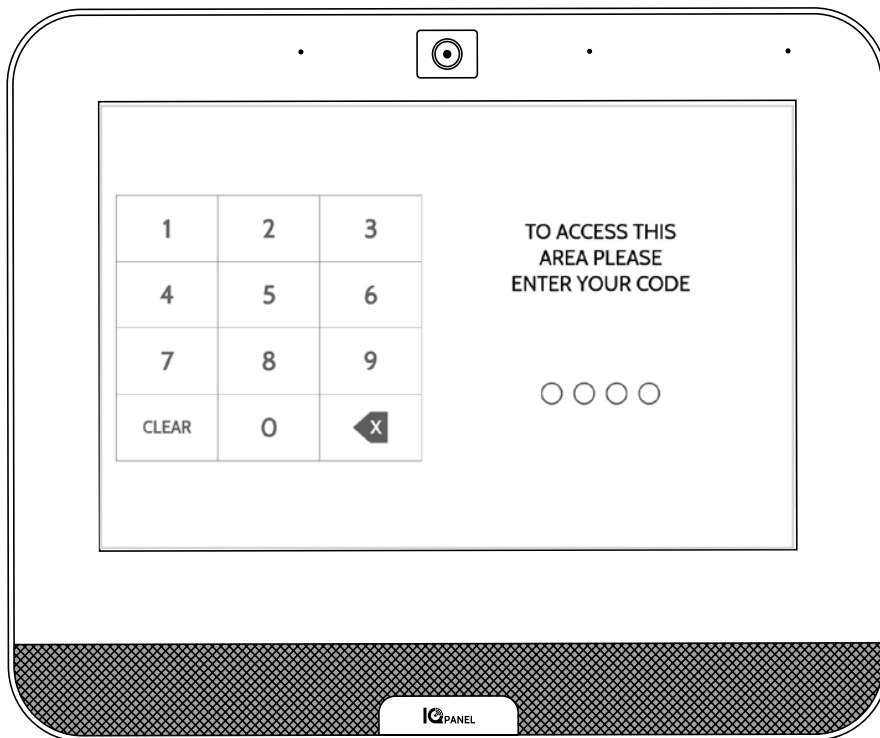 1 2 3
4 5 6
7 8 9
CLEAR 0 X
TO ACCESS THIS
AREA PLEASE
ENTER YOUR CODE
IQ PANEL